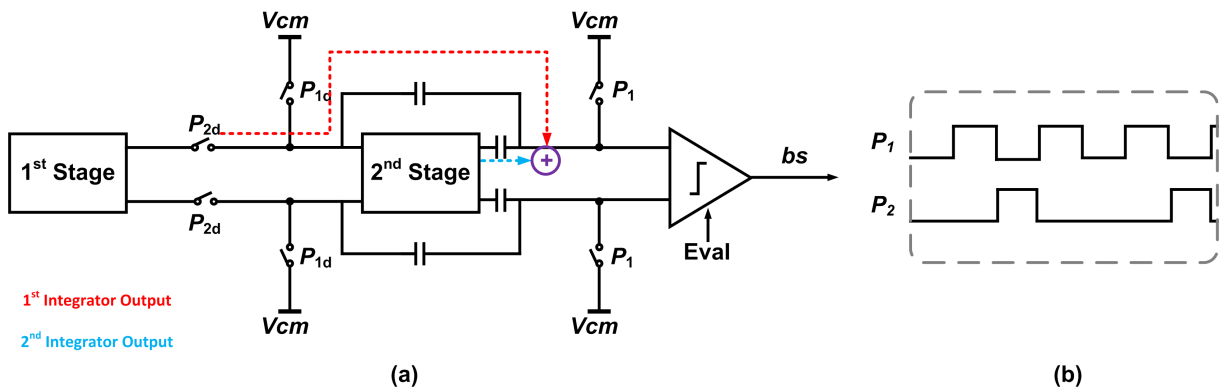 Vcm
Vcm
P1d
P1
P2d
1st Stage
2nd Stage
+
bs
P1
P2
P2d
P1d
P1
Eval
1st Integrator Output
2nd Integrator Output
Vcm
Vcm
(a)
(b)